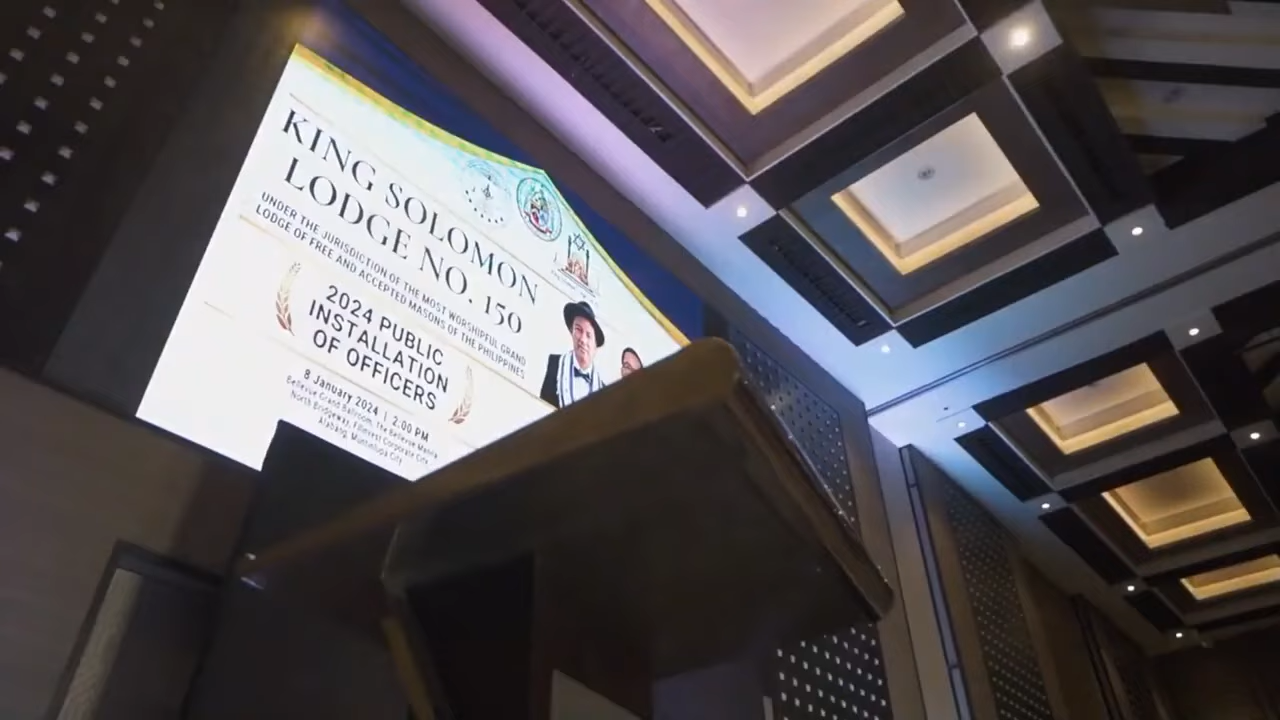 KING SOLOMON
LODGE NO. 150
UNDER THE JURISDICTION OF THE MOST WORSHIPFUL GRAND
LODGE OF FREE AND ACCEPTED MASONS OF THE PHILIPPINES
2024 PUBLIC
INSTALLATION
OF OFFICERS
8 January 2024 | 2:00 PM
Bellevue Grand Ballroom, The Bellevue Manila
North Bridgeway, Filinvest Corporate City
Alabang, Muntinlupa City